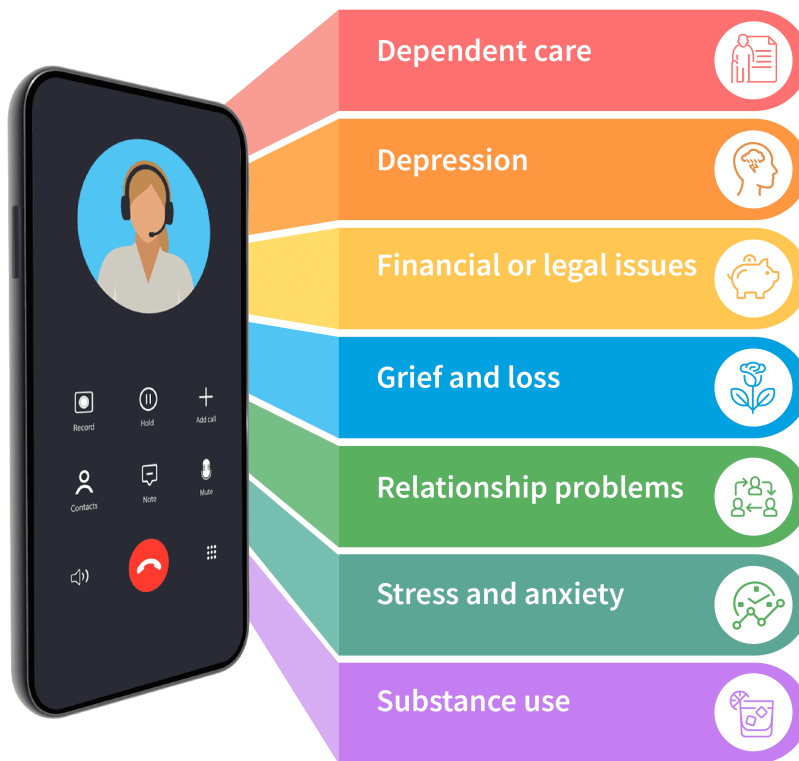 Dependent care
Depression
Financial or legal issues
Grief and loss
Relationship problems
Stress and anxiety
Substance use
Record
Hold
Add call
Contacts
Note
Mute